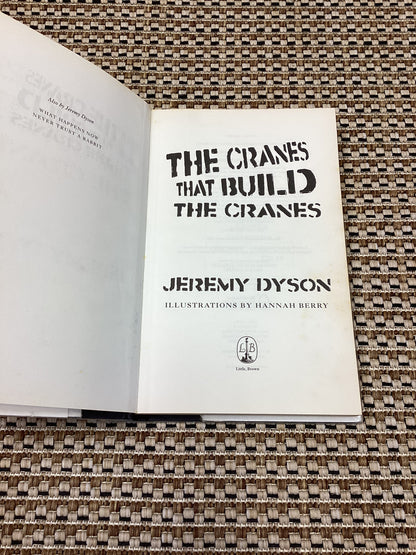 Also by Jeremy Dyson
WHAT HAPPENS NOW
NEVER TRUST A RABBIT
THE CRANES
THAT BUILD
THE CRANES
JEREMY DYSON
ILLUSTRATIONS BY HANNAH BERRY
L B
Little, Brown